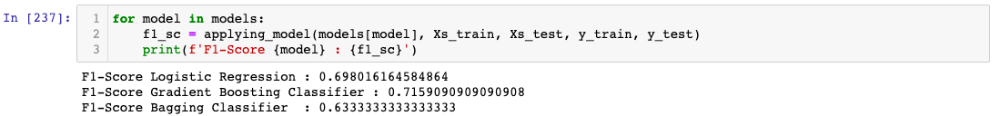 In [237]:
1 for model in models:
2     f1_sc = applying_model(models[model], Xs_train, Xs_test, y_train, y_test)
3     print(f'F1-Score {model} : {f1_sc}')
F1-Score Logistic Regression : 0.698016164584864
F1-Score Gradient Boosting Classifier : 0.7159090909090908
F1-Score Bagging Classifier  : 0.6333333333333333